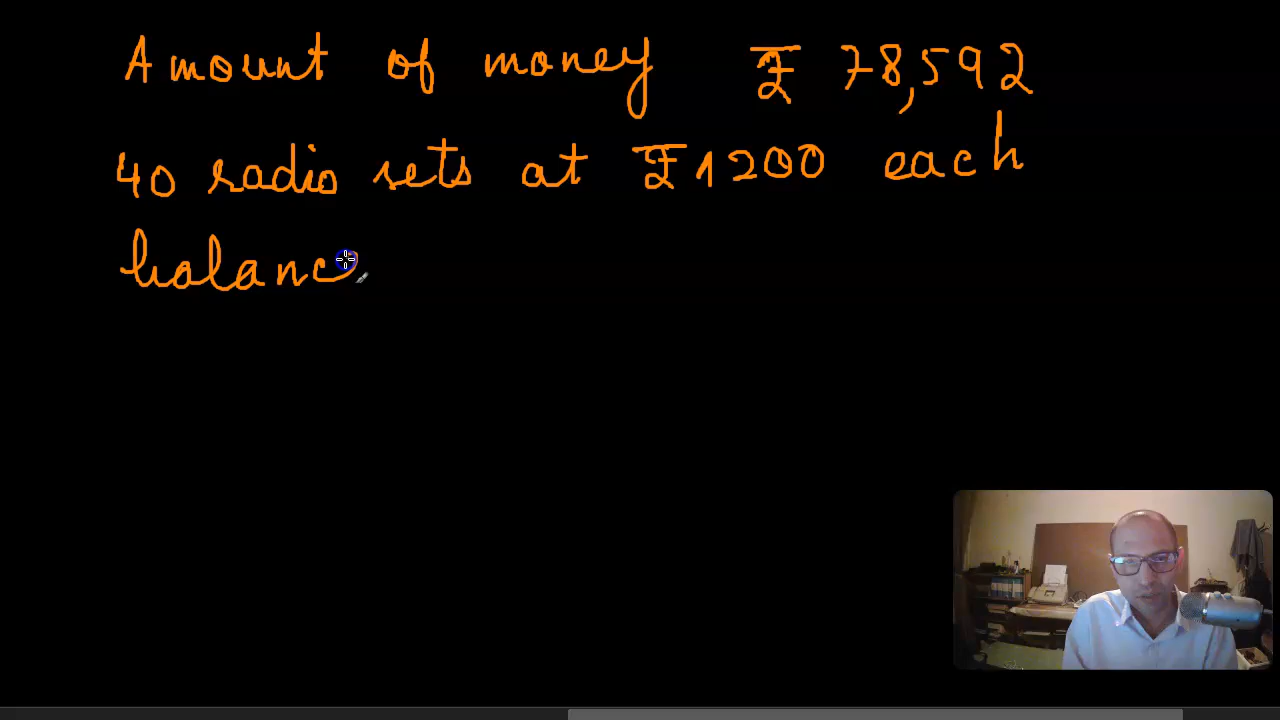 Amount of money ₹ 78,592
40 radio sets at ₹1200 each
balance